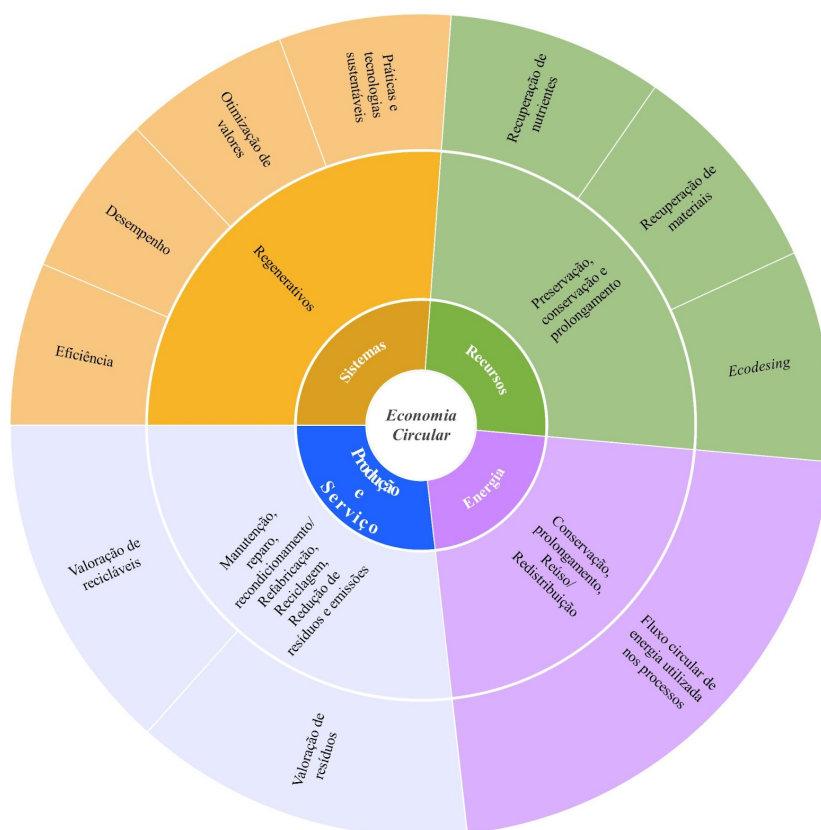 Práticas e
tecnologias
sustentáveis
Otimização de
valores
Desempenho
Eficiência
Regenerativos
Sistemas
Recuperação de
nutrientes
Recuperação de
materiais
Ecodesing
Preservação,
conservação e
prolongamento
Recursos
Economia
Circular
Produção
e
Serviço
Manutenção,
reparo,
recondicionamento/
Refabricação,
Reciclagem,
Redução de
resíduos e emissões
Valoração de
recicláveis
Valoração de
resíduos
Energia
Conservação,
prolongamento,
Reúso/
Redistribuição
Fluxo circular de
energia utilizada
nos processos